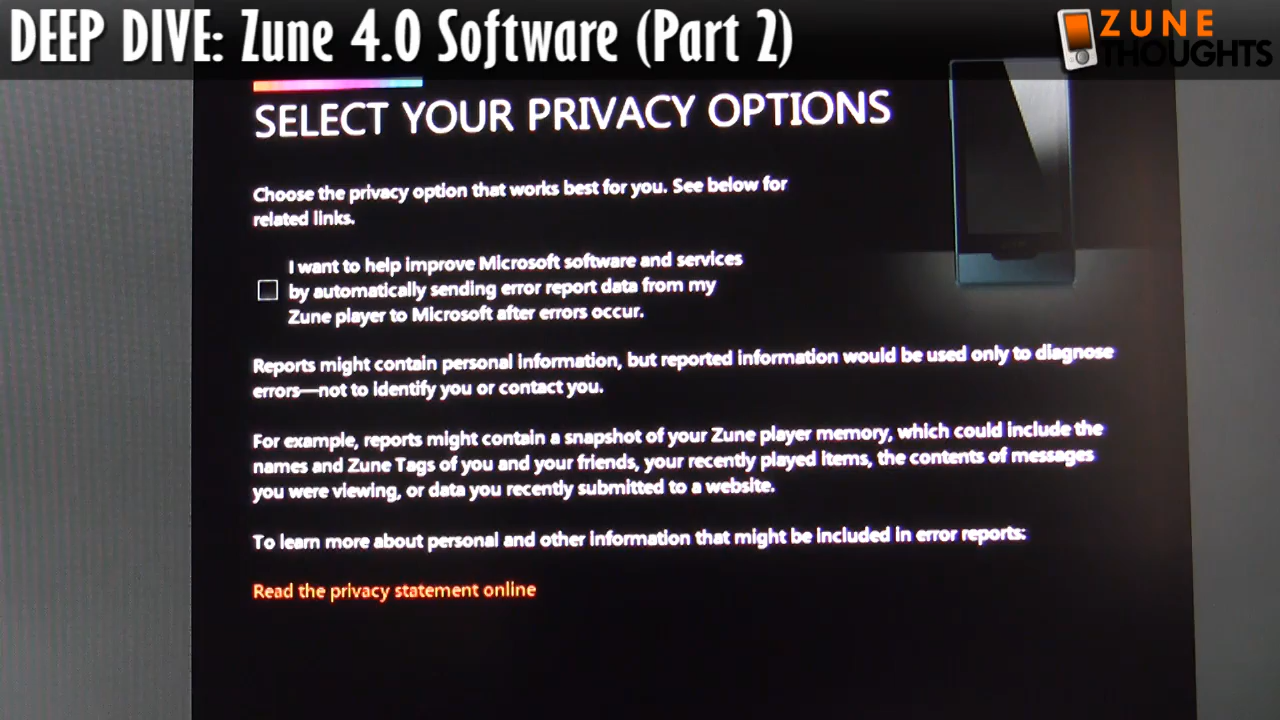 DEEP DIVE: Zune 4.0 Software (Part 2)
ZUNE
THOUGHTS
SELECT YOUR PRIVACY OPTIONS
Choose the privacy option that works best for you. See below for
related links.
I want to help improve Microsoft software and services
by automatically sending error report data from my
Zune player to Microsoft after errors occur.
Reports might contain personal information, but reported information would be used only to diagnose
errors—not to identify you or contact you.
For example, reports might contain a snapshot of your Zune player memory, which could include the
names and Zune Tags of you and your friends, your recently played items, the contents of messages
you were viewing, or data you recently submitted to a website.
To learn more about personal and other information that might be included in error reports:
Read the privacy statement online